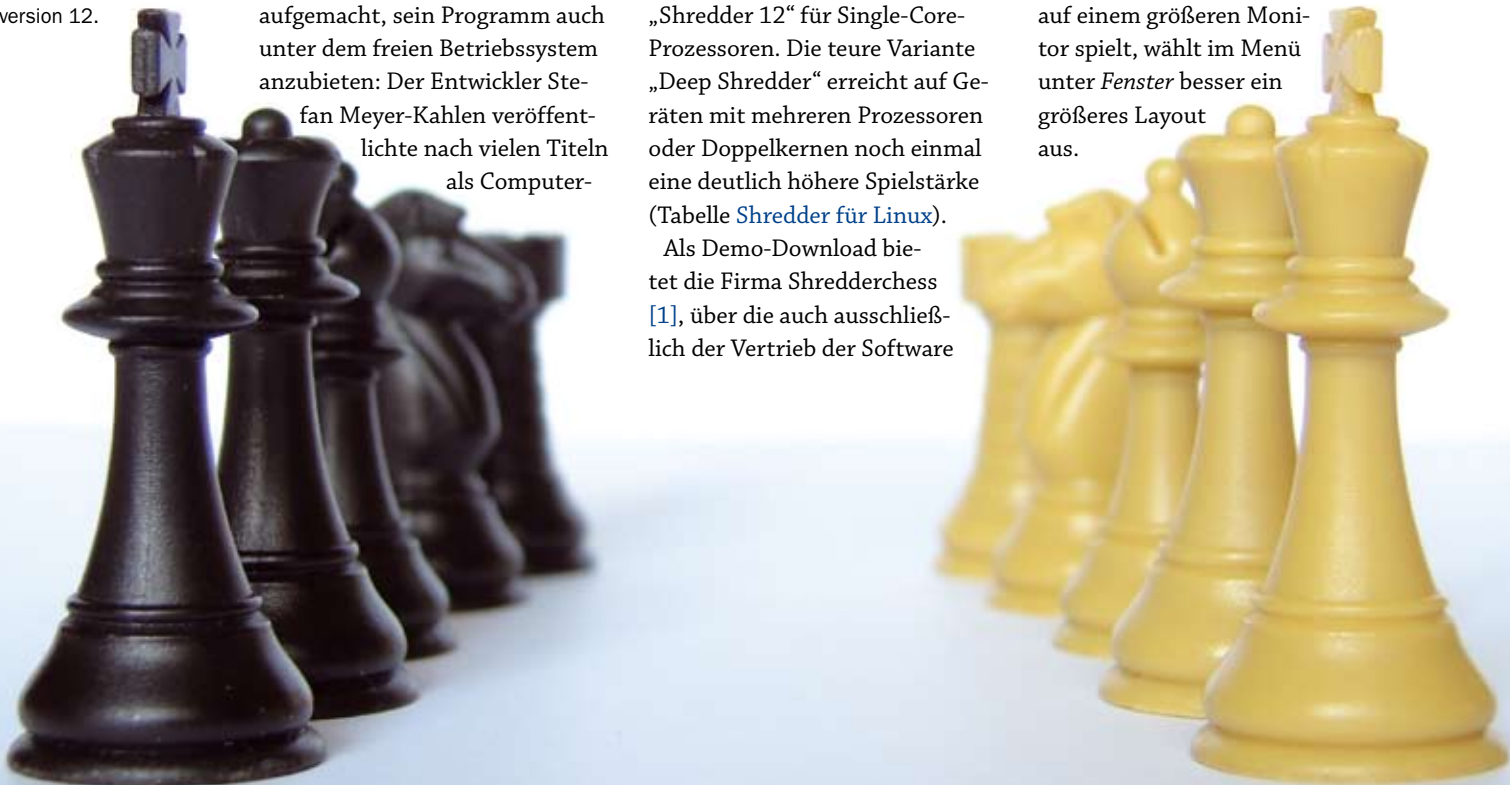 version 12.
aufgemacht, sein Programm auch
unter dem freien Betriebssystem
anzubieten: Der Entwickler Ste-
fan Meyer-Kahlen veröffent-
lichte nach vielen Titeln
als Computer-
„Shredder 12“ für Single-Core-
Prozessoren. Die teure Variante
„Deep Shredder“ erreicht auf Ge-
räten mit mehreren Prozessoren
oder Doppelkernen noch einmal
eine deutlich höhere Spielstärke
(Tabelle Shredder für Linux).
Als Demo-Download bie-
tet die Firma Shredderchess
[1], über die auch ausschließ-
lich der Vertrieb der Software
auf einem größeren Moni-
tor spielt, wählt im Menü
unter Fenster besser ein
größeres Layout
aus.